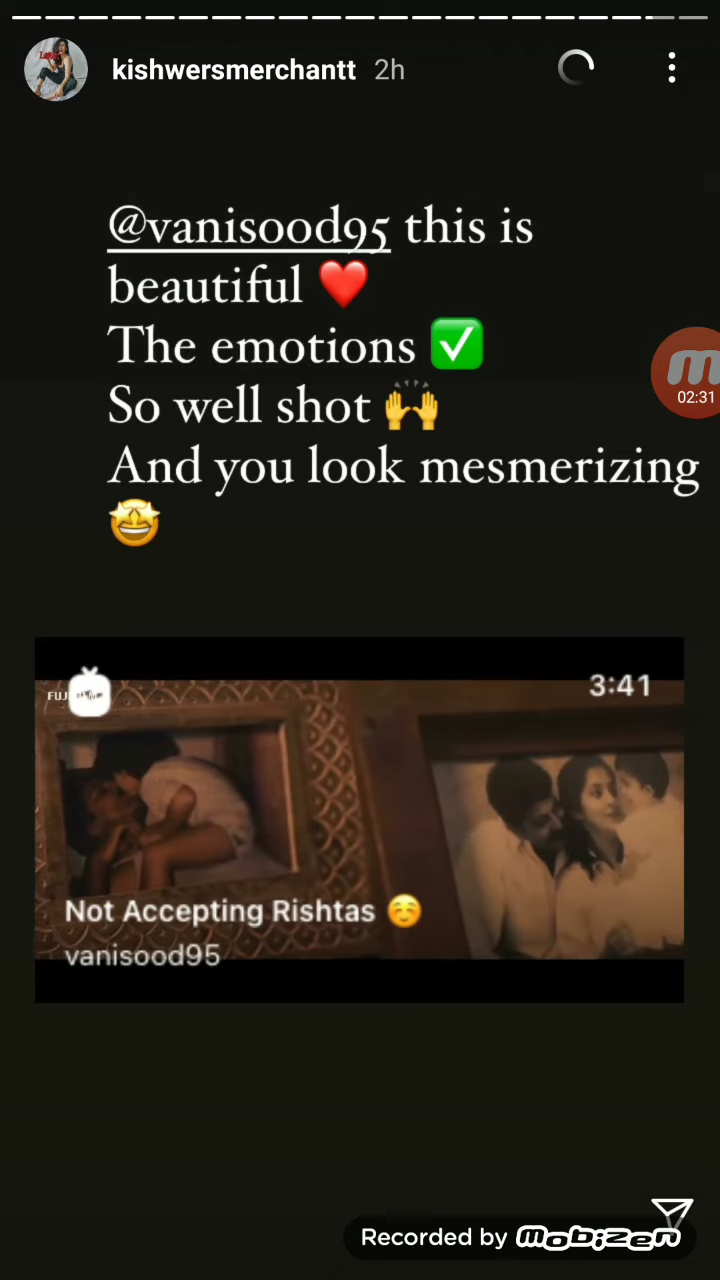 kishwersmerchantt 2h
@vanisood95 this is
beautiful ❤️
The emotions ✅
So well shot 🙌
And you look mesmerizing
🤩
02:31
FUJ
3:41
Not Accepting Rishtas ☺️
vanisood95
Recorded by mobizen